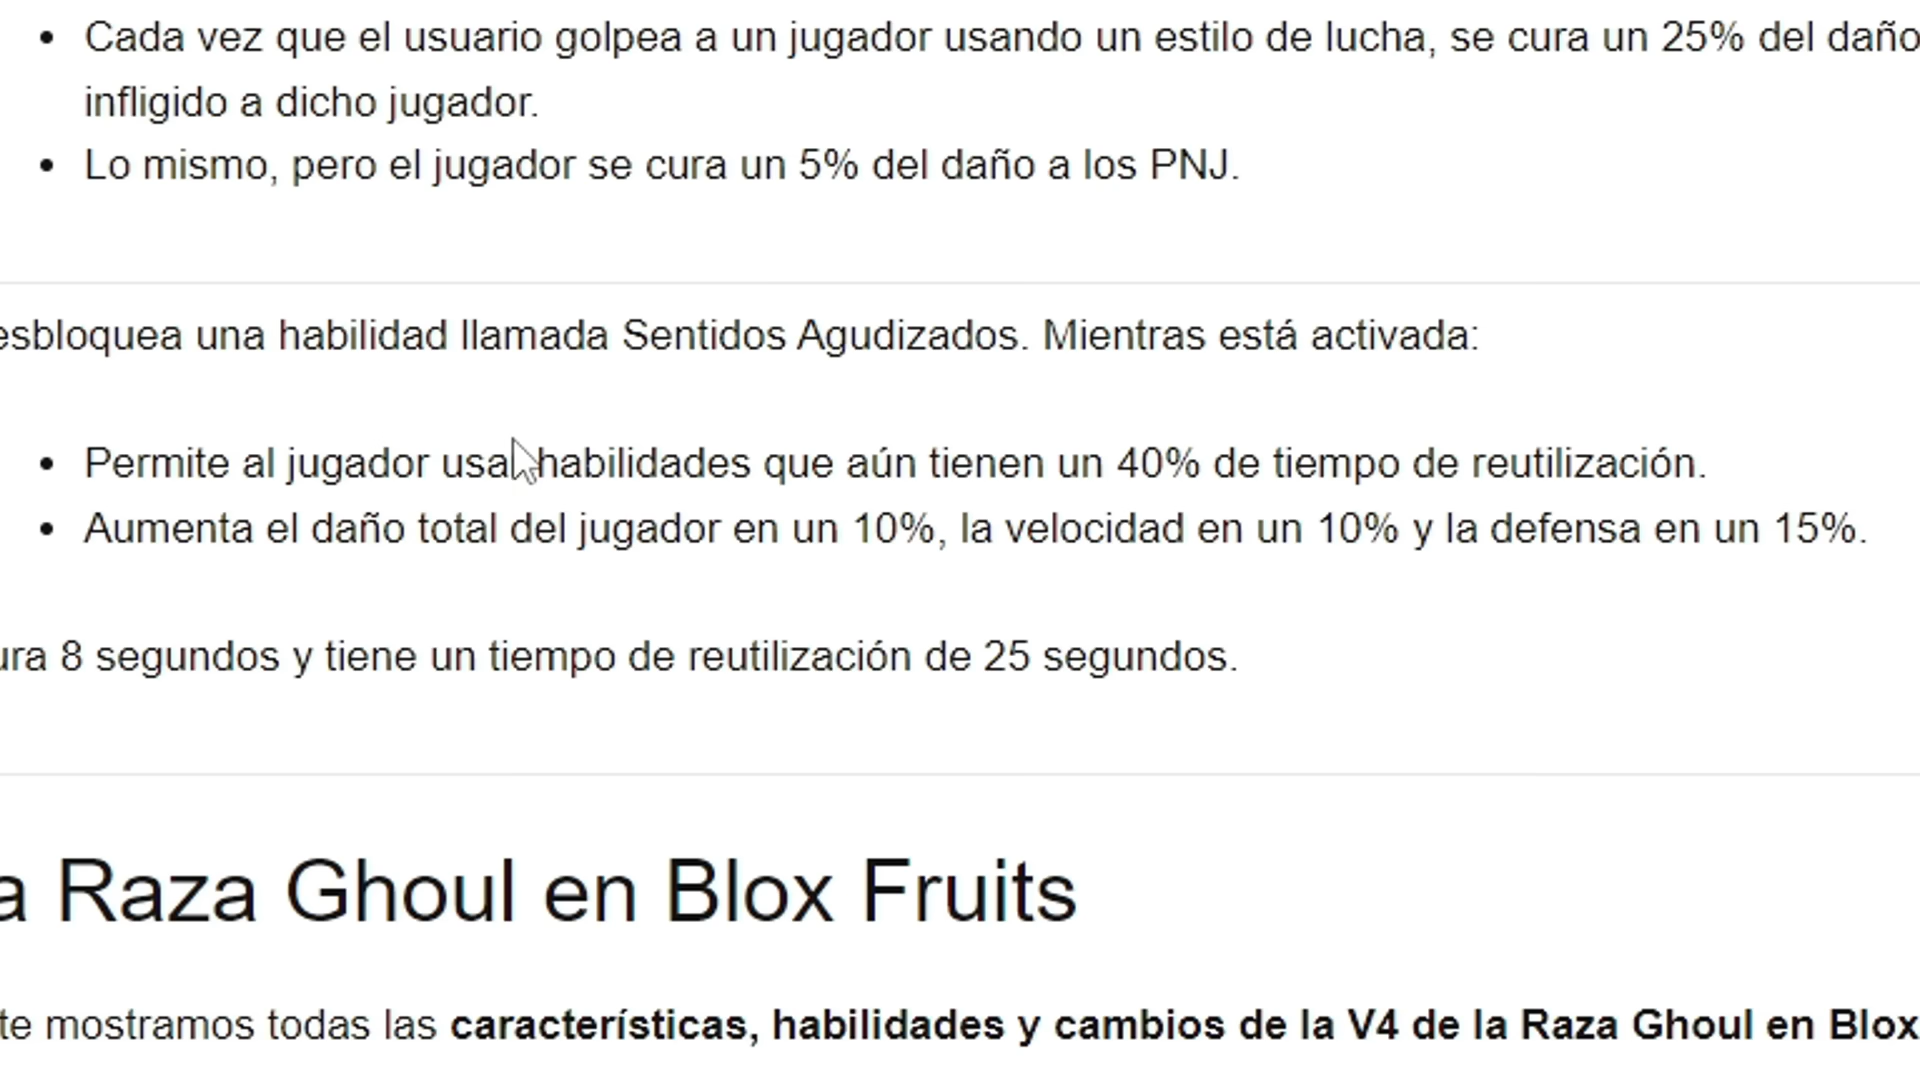 • Cada vez que el usuario golpea a un jugador usando un estilo de lucha, se cura un 25% del daño
infligido a dicho jugador.
• Lo mismo, pero el jugador se cura un 5% del daño a los PNJ.
esbloquea una habilidad llamada Sentidos Agudizados. Mientras está activada:
• Permite al jugador usar habilidades que aún tienen un 40% de tiempo de reutilización.
• Aumenta el daño total del jugador en un 10%, la velocidad en un 10% y la defensa en un 15%.
ura 8 segundos y tiene un tiempo de reutilización de 25 segundos.
a Raza Ghoul en Blox Fruits
te mostramos todas las características, habilidades y cambios de la V4 de la Raza Ghoul en Blox